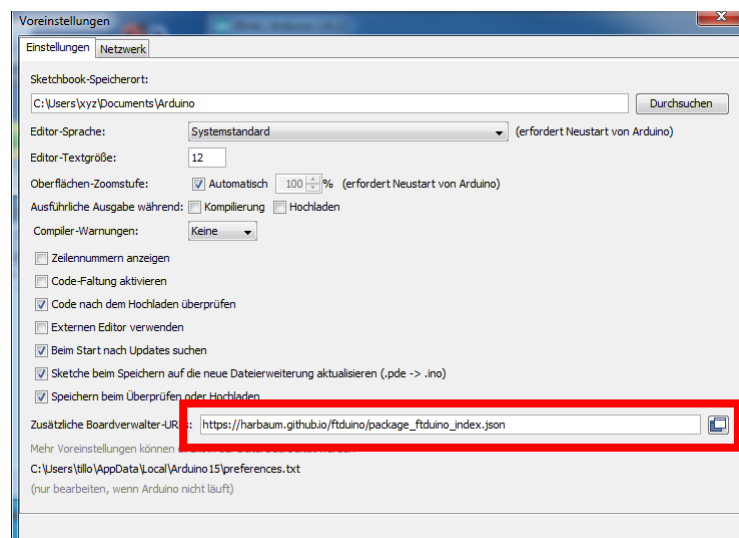 Voreinstellungen
Einstellungen Netzwerk
Sketchbook-Speicherort:
C:\Users\xyz\Documents\Arduino Durchsuchen
Editor-Sprache: Systemstandard (erfordert Neustart von Arduino)
Editor-Textgröße: 12
Oberflächen-Zoomstufe: Automatisch 100 % (erfordert Neustart von Arduino)
Ausführliche Ausgabe während: Kompilierung Hochladen
Compiler-Warnungen: Keine
Zeilennummern anzeigen
Code-Faltung aktivieren
Code nach dem Hochladen überprüfen
Externen Editor verwenden
Beim Start nach Updates suchen
Sketche beim Speichern auf die neue Dateierweiterung aktualisieren (.pde -> .ino)
Speichern beim Überprüfen oder Hochladen
Zusätzliche Boardverwalter-URLs: https://harbaum.github.io/ftduino/package_ftduino_index.json
Mehr Voreinstellungen können
C:\Users\tillo\AppData\Local\Arduino15\preferences.txt
(nur bearbeiten, wenn Arduino nicht läuft)